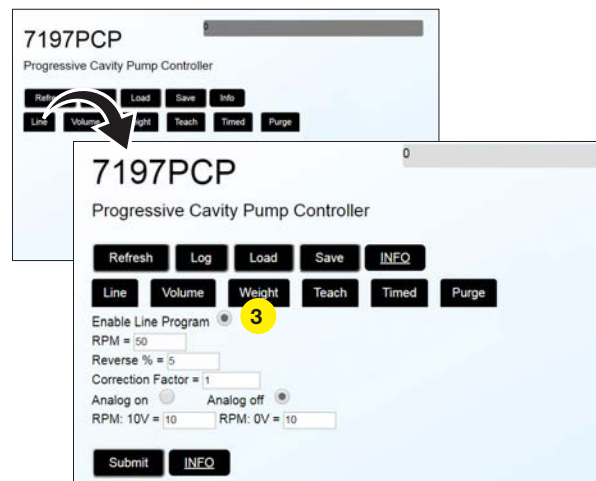 7197PCP
0
Progressive Cavity Pump Controller
Load Save Info
Line Teach Timed Purge
7197PCP
0
Progressive Cavity Pump Controller
Refresh Log Load Save INFO
Line Volume Weight Teach Timed Purge
Enable Line Program 3
RPM = 50
Reverse % = 5
Correction Factor = 1
Analog on Analog off
RPM: 10V = 10 RPM: 0V = 10
Submit INFO